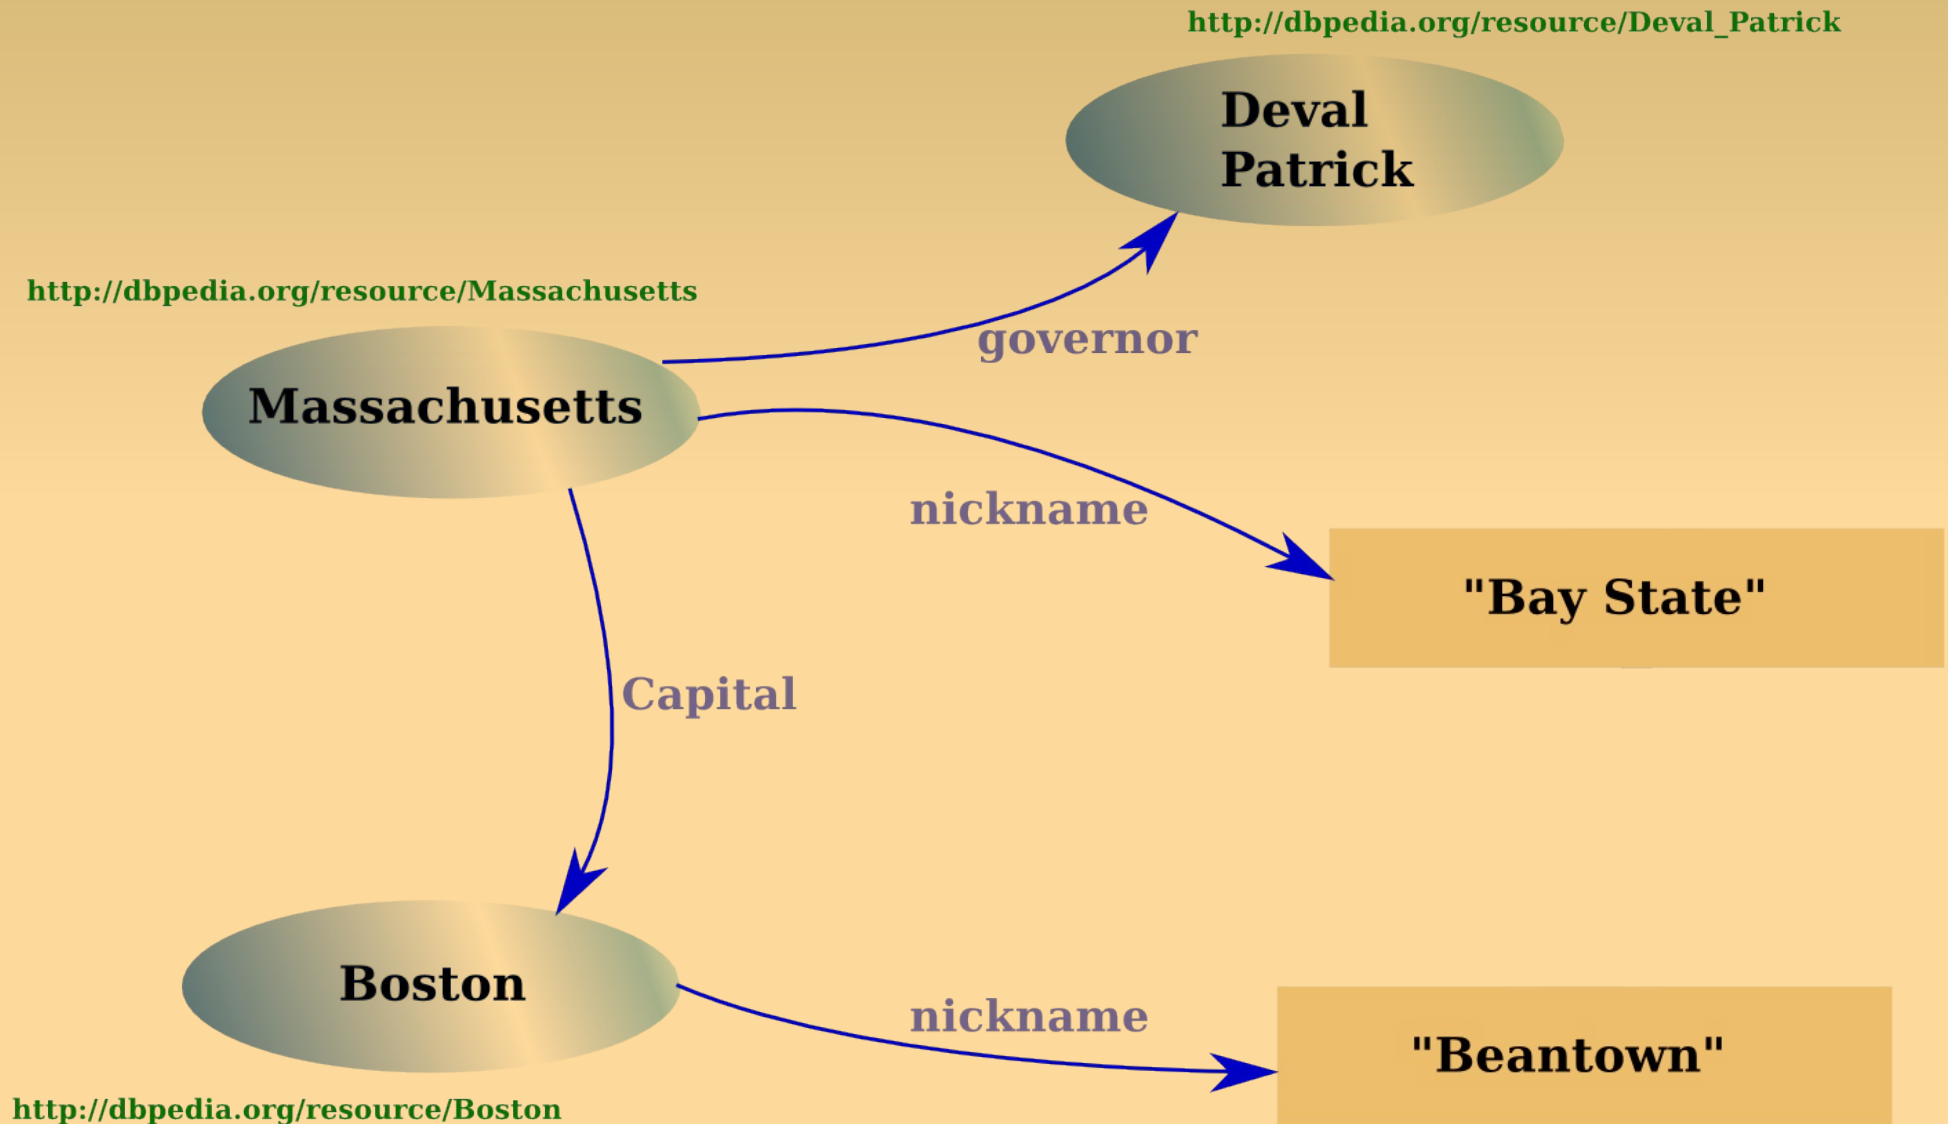 http://dbpedia.org/resource/Deval_Patrick
Deval
Patrick
http://dbpedia.org/resource/Massachusetts
governor
Massachusetts
nickname
"Bay State"
Capital
Boston
nickname
"Beantown"
http://dbpedia.org/resource/Boston